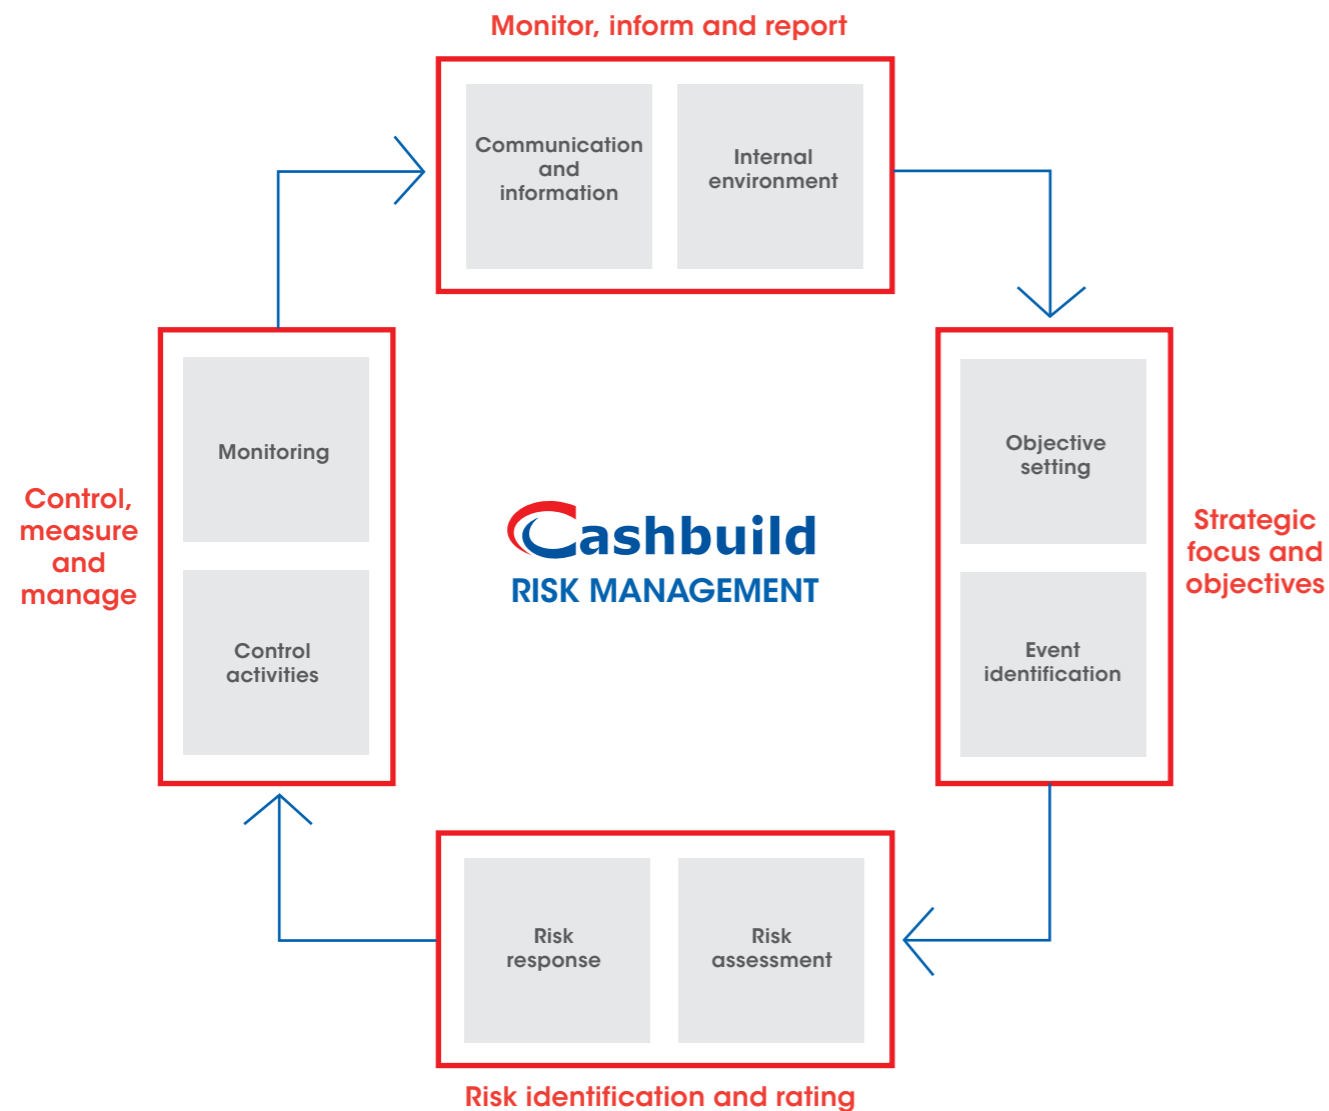 Monitor, inform and report
Communication
and
information
Internal
environment
Monitoring
Control
activities
Control,
measure
and
manage
Cashbuild
RISK MANAGEMENT
Objective
setting
Event
identification
Strategic
focus and
objectives
Risk
response
Risk
assessment
Risk identification and rating